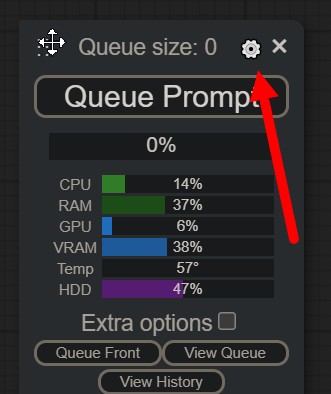 Queue size: 0
Queue Prompt
0%
CPU 14%
RAM 37%
GPU 6%
VRAM 38%
Temp 57°
HDD 47%
Extra options
Queue Front View Queue
View History